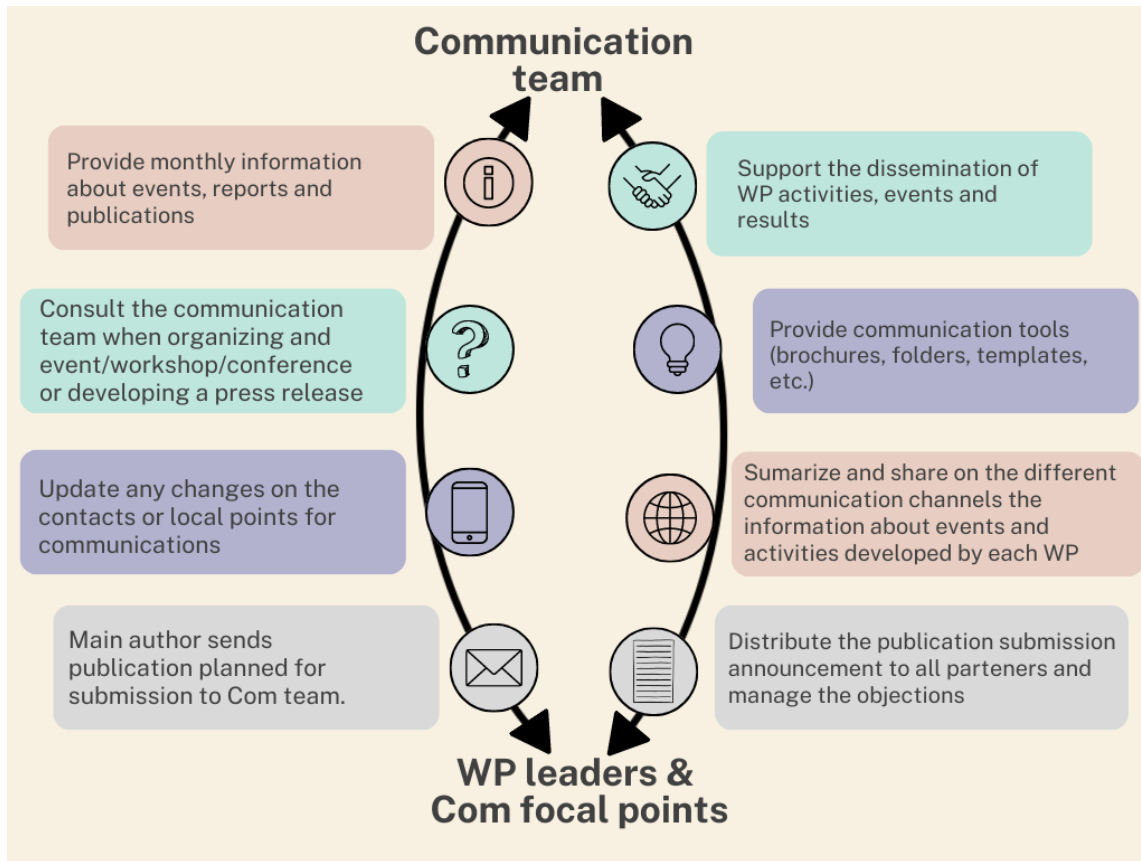 Communication
team
Provide monthly information
about events, reports and
publications
Support the dissemination of
WP activities, events and
results
Consult the communication
team when organizing and
event/workshop/conference
or developing a press release
Provide communication tools
(brochures, folders, templates,
etc.)
Update any changes on the
contacts or local points for
communications
Sumarize and share on the different
communication channels the
information about events and
activities developed by each WP
Main author sends
publication planned for
submission to Com team.
Distribute the publication submission
announcement to all parteners and
manage the objections
WP leaders &
Com focal points